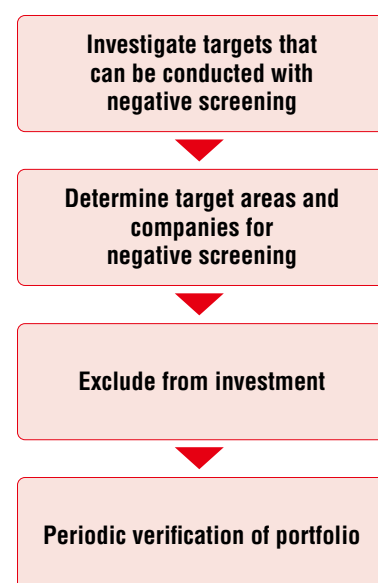 Investigate targets that
can be conducted with
negative screening
Determine target areas and
companies for
negative screening
Exclude from investment
Periodic verification of portfolio